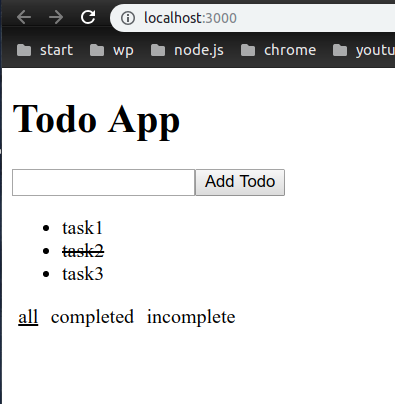 localhost:3000
start wp node.js chrome youtu
Todo App
Add Todo
task1
task2
task3
all completed incomplete